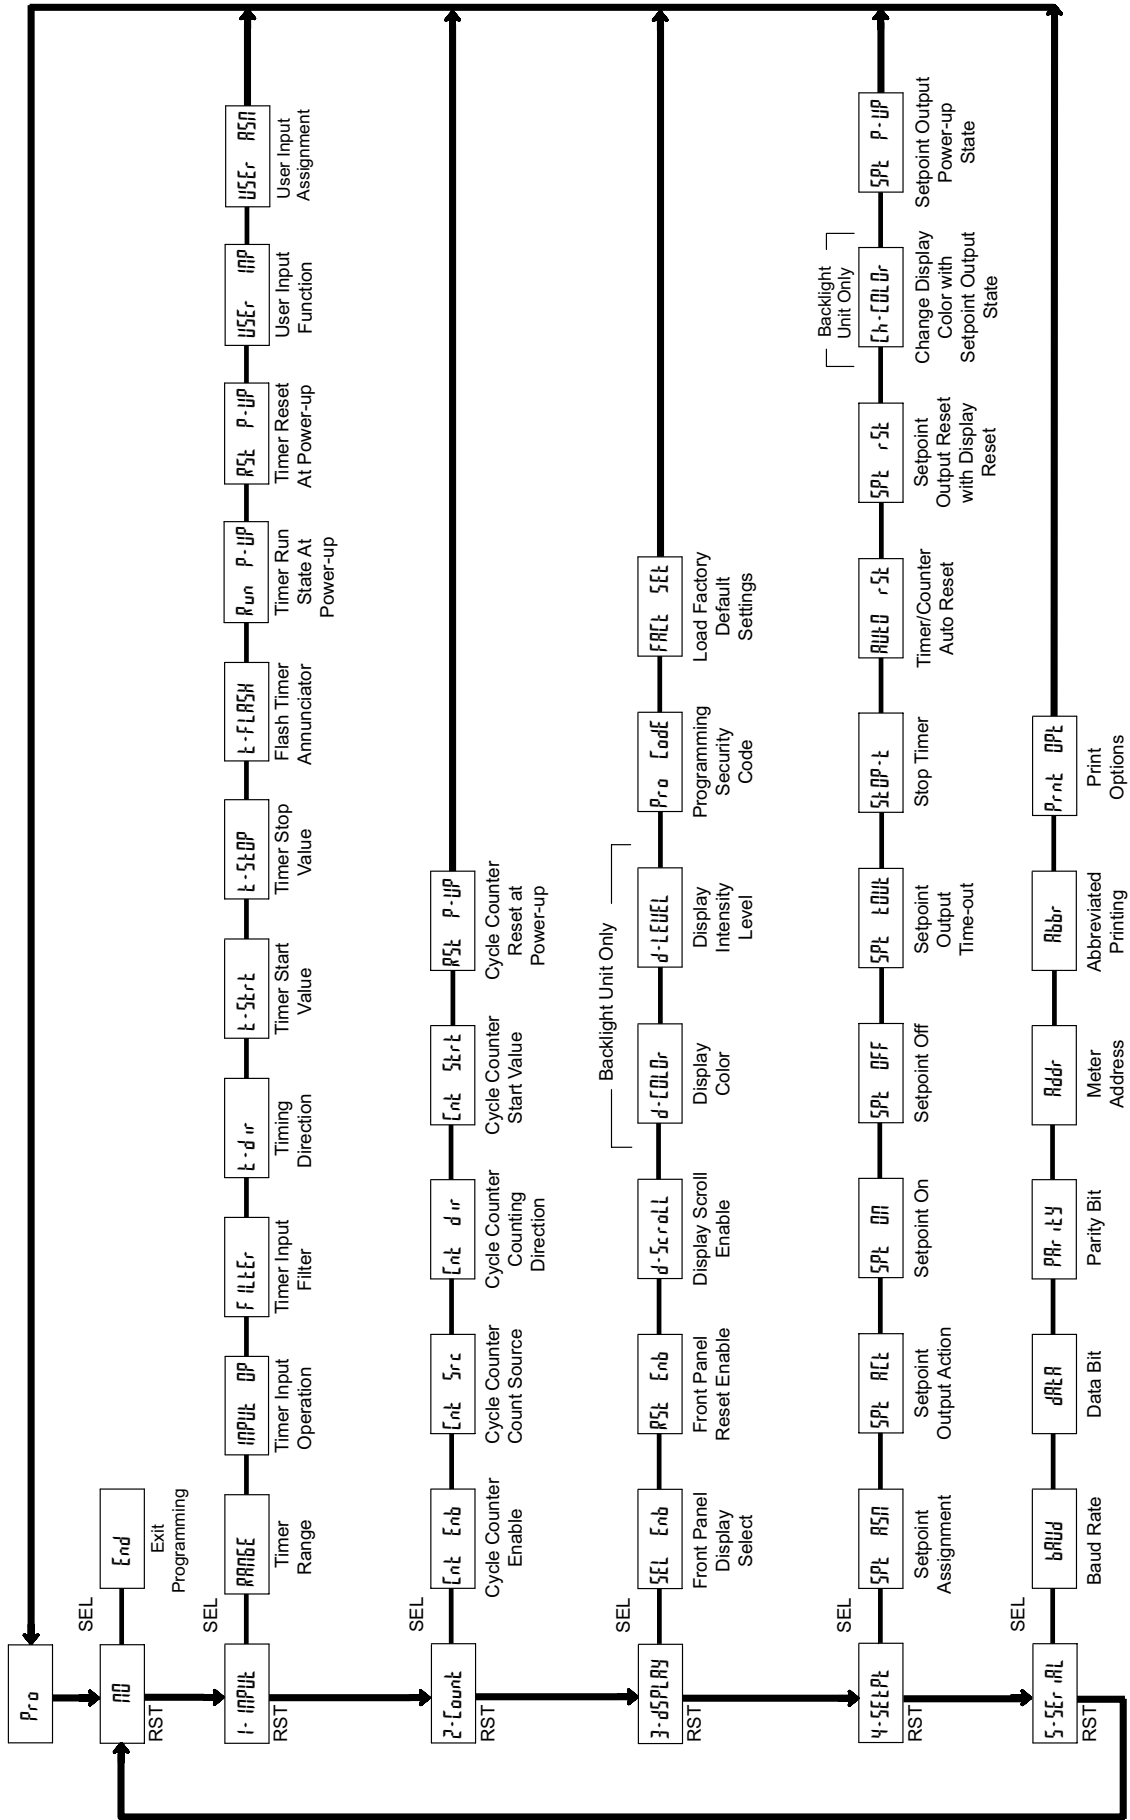 Pro
SEL
NO
End
Exit
Programming
RST
SEL
1-INPUt
RANGE
INPUt OP
FILtEr
t-dir
t-Strt
t-StOP
t-FLASH
Run P-UP
RSt P-UP
USEr INP
USEr ASN
RST
Timer
Range
Timer Input
Operation
Timer Input
Filter
Timing
Direction
Timer Start
Value
Timer Stop
Value
Flash Timer
Annunciator
Timer Run
State At
Power-up
Timer Reset
At Power-up
User Input
Function
User Input
Assignment
SEL
2-Count
Cnt Enb
Cnt Src
Cnt dir
Cnt Strt
RSt P-UP
RST
Cycle Counter
Enable
Cycle Counter
Count Source
Cycle Counter
Counting
Direction
Cycle Counter
Start Value
Cycle Counter
Reset at
Power-up
Backlight Unit Only
SEL
3-dSPLAY
SEL Enb
RSt Enb
d-ScroLL
d-COLOr
d-LEVEL
Pro CodE
FACt SEt
RST
Front Panel
Display
Select
Front Panel
Reset Enable
Display Scroll
Enable
Display
Color
Display
Intensity
Level
Programming
Security
Code
Load Factory
Default
Settings
Backlight
Unit Only
SEL
4-SEtPt
SPt ASN
SPt ACt
SPt ON
SPt OFF
SPt tOUt
StOP-t
AUtO rSt
SPt rSt
Ch-COLOr
SPt P-UP
RST
Setpoint
Assignment
Setpoint
Output Action
Setpoint On
Setpoint Off
Setpoint
Output
Time-out
Stop Timer
Timer/Counter
Auto Reset
Setpoint
Output Reset
with Display
Reset
Change Display
Color with
Setpoint Output
State
Setpoint Output
Power-up
State
SEL
5-SErIAL
bAUd
dAtA
PArity
Addr
Abbr
Prnt OPt
RST
Baud Rate
Data Bit
Parity Bit
Meter
Address
Abbreviated
Printing
Print
Options